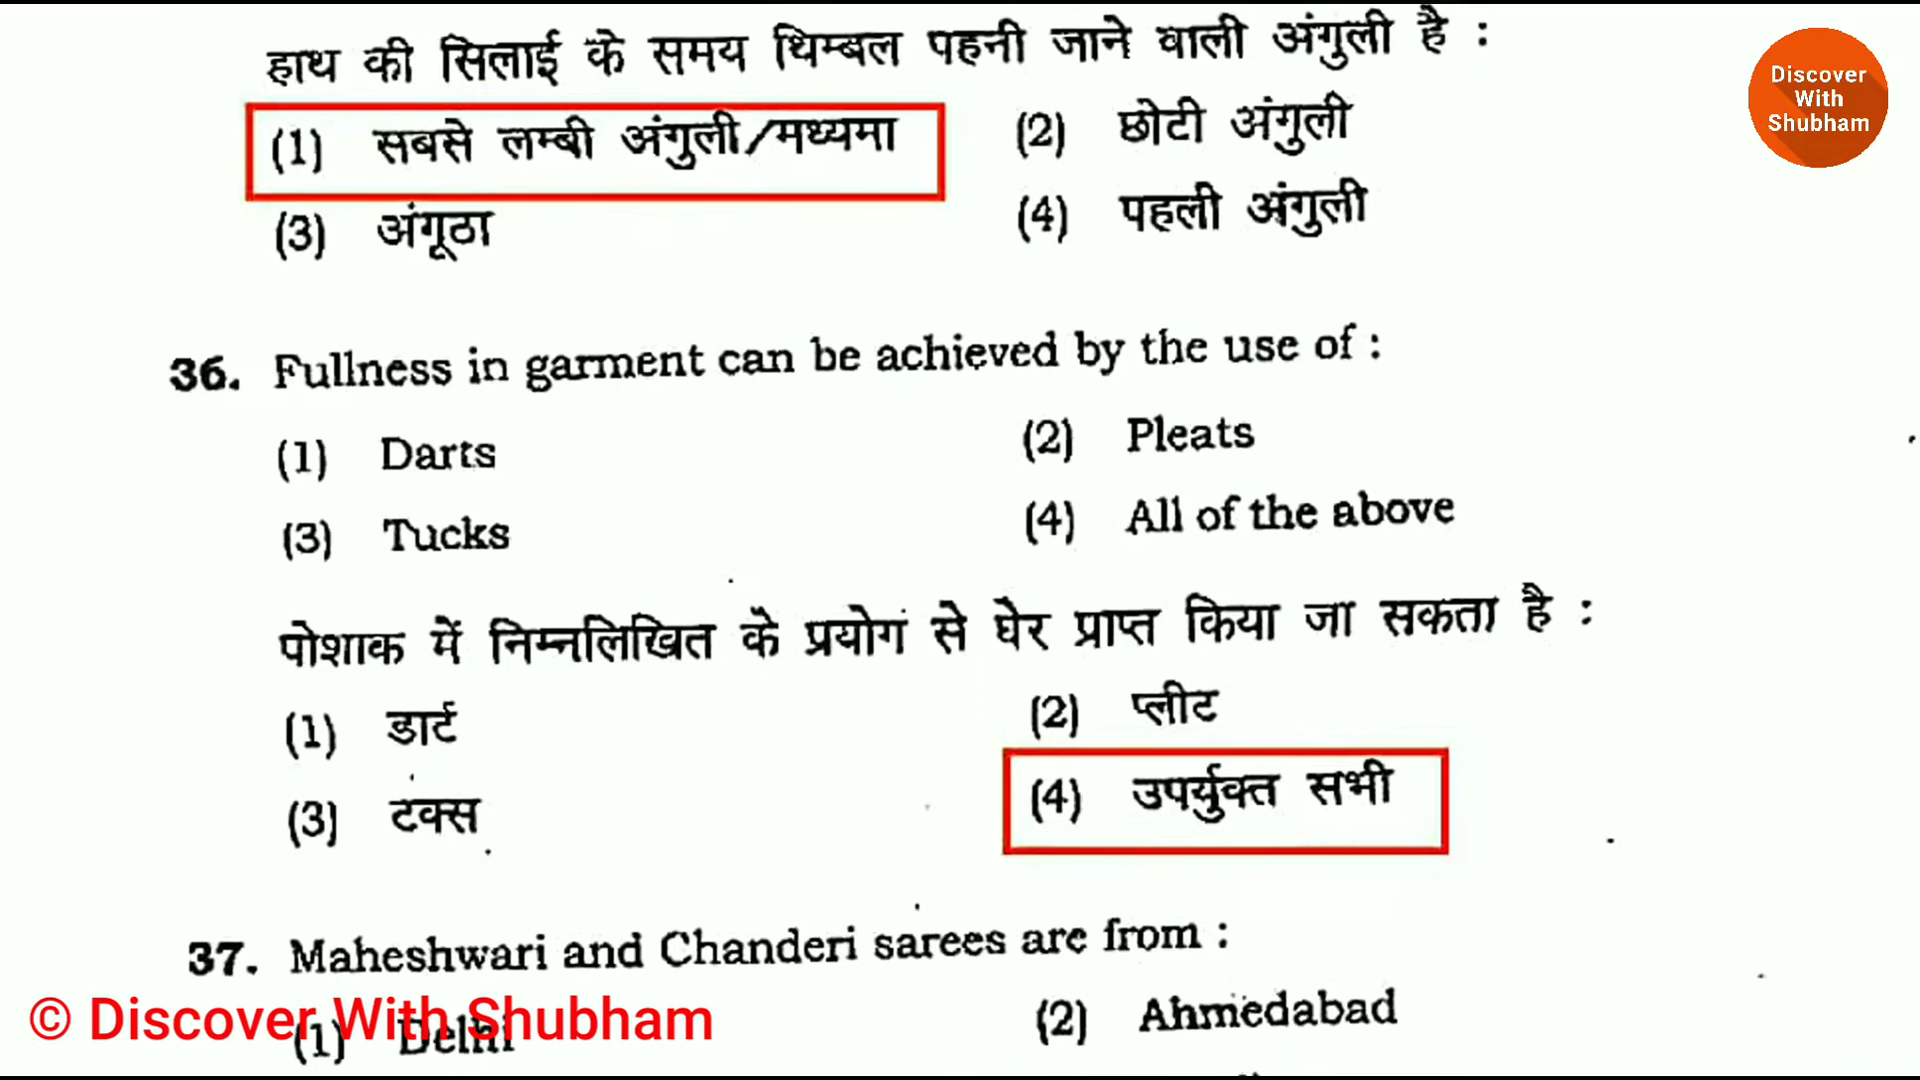 हाथ की सिलाई के समय थिम्बल पहनी जाने वाली अंगुली है :
(1) सबसे लम्बी अंगुली/मध्यमा (2) छोटी अंगुली
(3) अंगूठा (4) पहली अंगुली
Discover
With
Shubham
36. Fullness in garment can be achieved by the use of :
(1) Darts (2) Pleats
(3) Tucks (4) All of the above
पोशाक में निम्नलिखित के प्रयोग से घेर प्राप्त किया जा सकता है :
(1) डार्ट (2) प्लीट
(3) टक्स (4) उपर्युक्त सभी
37. Maheshwari and Chanderi sarees are from :
(1) Delhi (2) Ahmedabad
© Discover With Shubham